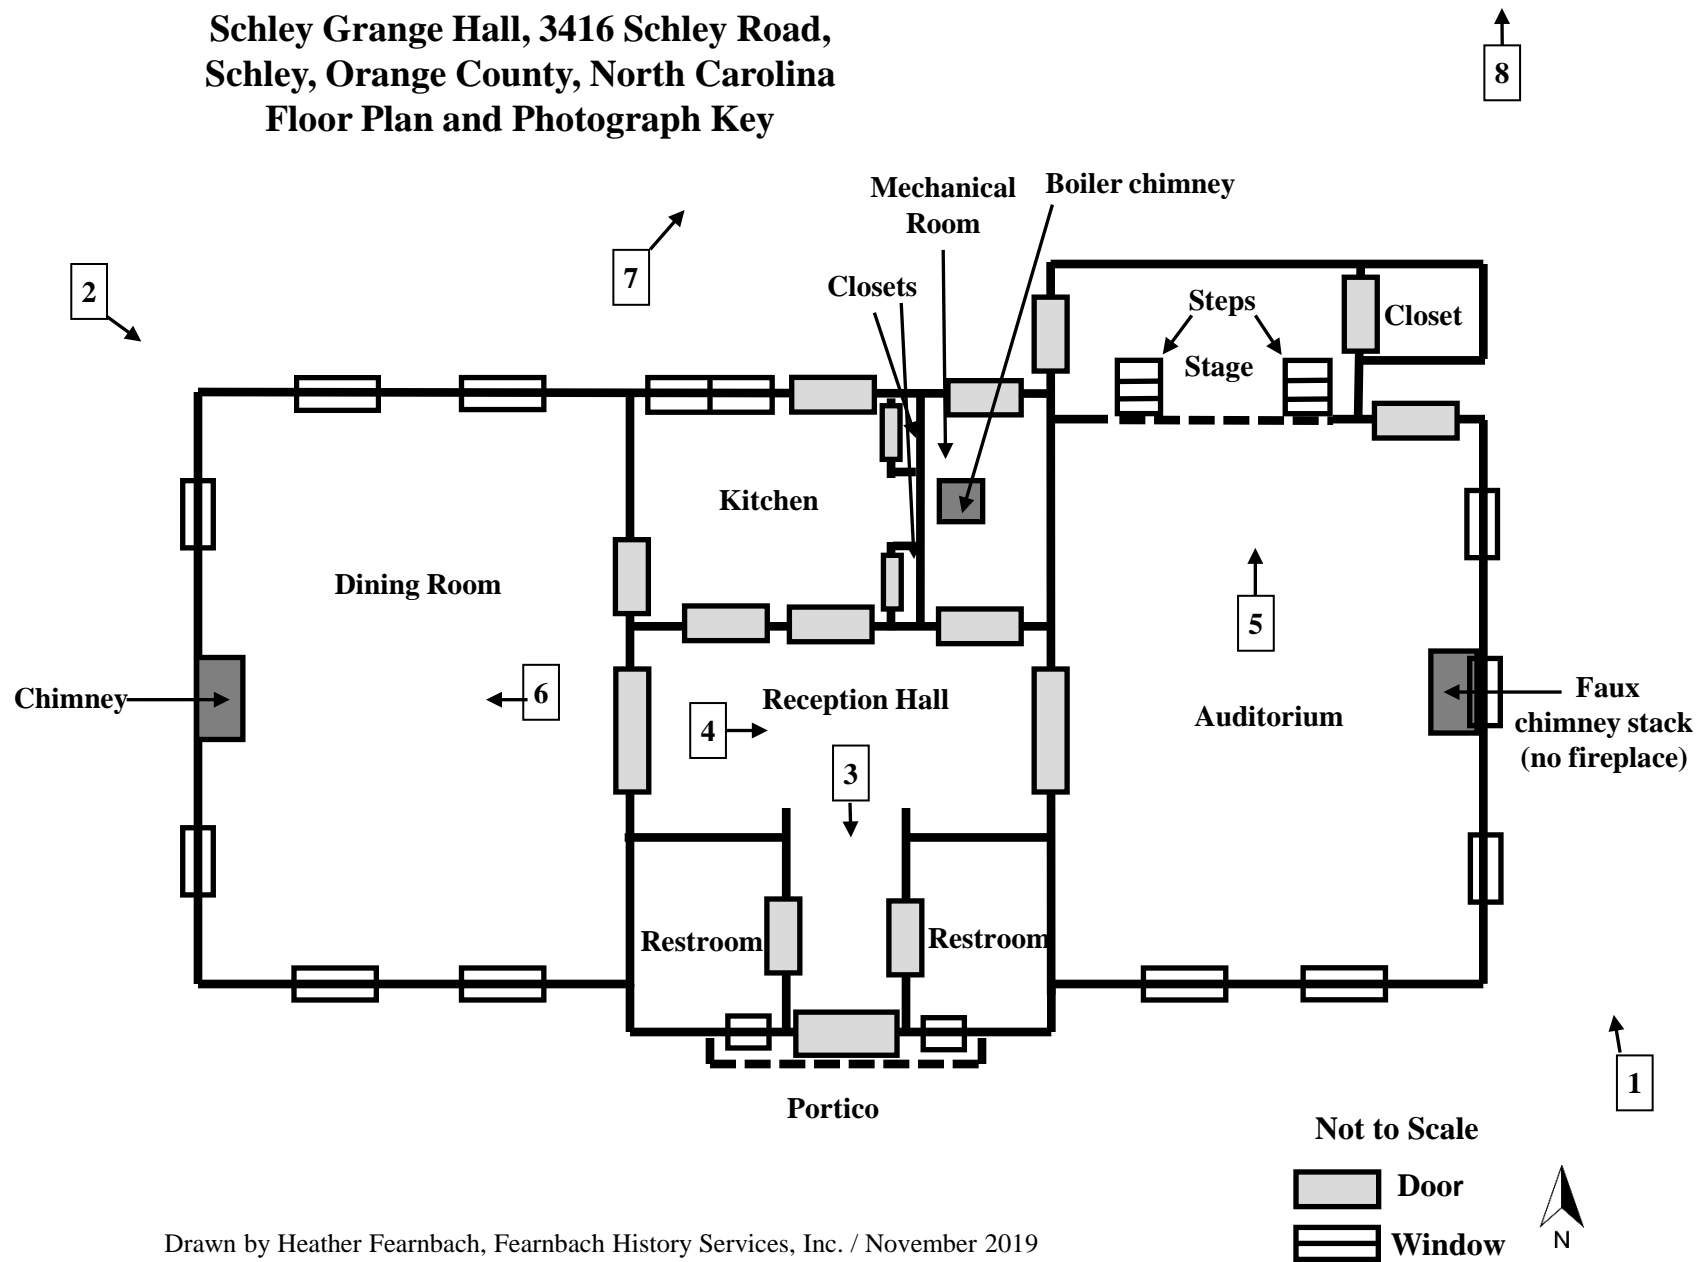 Schley Grange Hall, 3416 Schley Road,
Schley, Orange County, North Carolina
Floor Plan and Photograph Key
8
Mechanical
Room
Boiler chimney
7
2
Closets
Steps
Closet
Stage
Kitchen
Dining Room
5
Chimney
6
4
Reception Hall
3
Auditorium
Faux
chimney stack
(no fireplace)
Restroom
Restroom
1
Portico
Not to Scale
Door
Window
N
Drawn by Heather Fearnbach, Fearnbach History Services, Inc. / November 2019